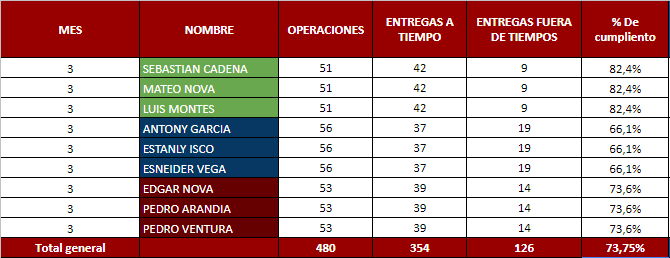 MES NOMBRE OPERACIONES ENTREGAS A TIEMPO ENTREGAS FUERA DE TIEMPOS % De cumpliento
3 SEBASTIAN CADENA 51 42 9 82,4%
3 MATEO NOVA 51 42 9 82,4%
3 LUIS MONTES 51 42 9 82,4%
3 ANTONY GARCIA 56 37 19 66,1%
3 ESTANLY ISCO 56 37 19 66,1%
3 ESNEIDER VEGA 56 37 19 66,1%
3 EDGAR NOVA 53 39 14 73,6%
3 PEDRO ARANDIA 53 39 14 73,6%
3 PEDRO VENTURA 53 39 14 73,6%
Total general 480 354 126 73,75%